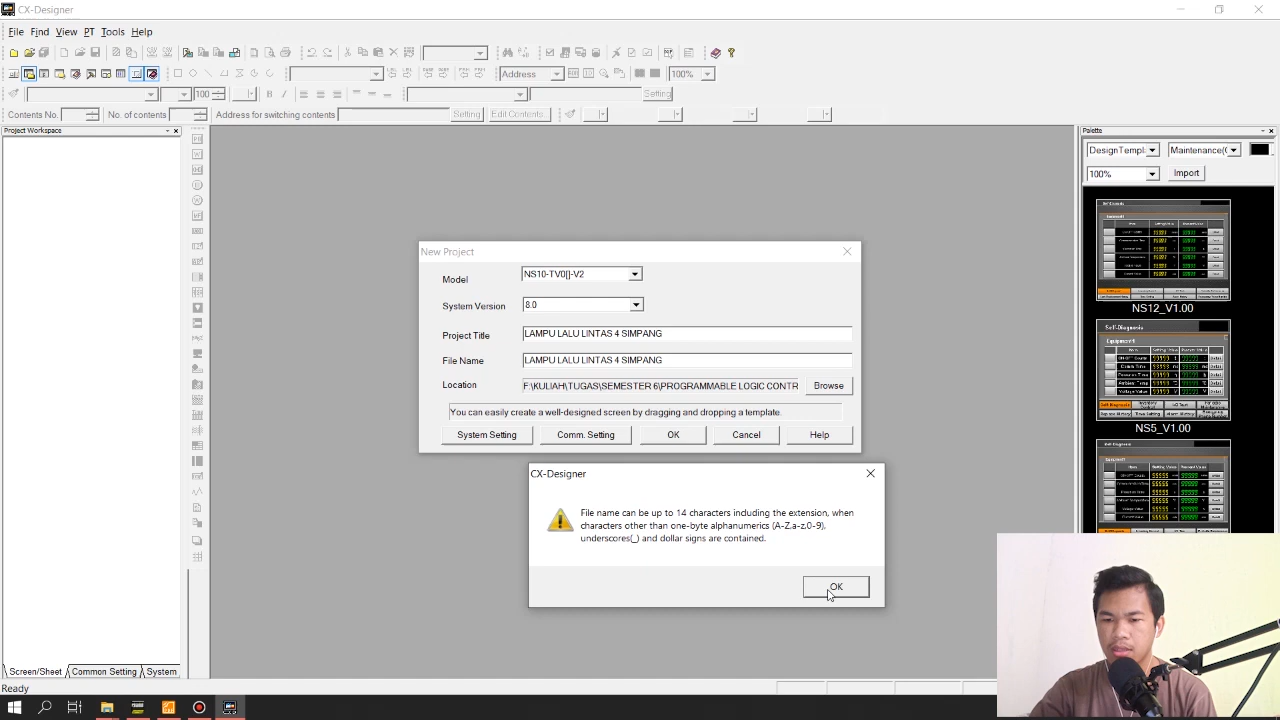 CX-Designer
File Find View PT Tools Help
Address
100%
100
Setting
Contents No.
No. of contents
Address for switching contents
Setting
Edit Contents...
Project Workspace
Palette
DesignTempl
Maintenance(
100%
Import
New Project
Model
NS10-TV0[]-V2
System Version
8.0
Project Title
LAMPU LALU LINTAS 4 SIMPANG
LAMPU LALU LINTAS 4 SIMPANG
F:\KULIAH\TUGAS\SEMESTER 6\PROGRAMMABLE LOGIC CONTR
Browse
You can easily create a well-designed screen by dragging and dropping a template.
System Setting
Comm. Setting
OK
Cancel
Help
CX-Designer
File name can be up to 14 characters including the extension, when
characters other than one-byte alphanumerics (A-Z,a-z,0-9),
underscores(_) and dollar signs are contained.
OK
NS12_V1.00
Self-Diagnosis
Equipment1
NS5_V1.00
Screen/Sheet
Common Setting
System
Ready